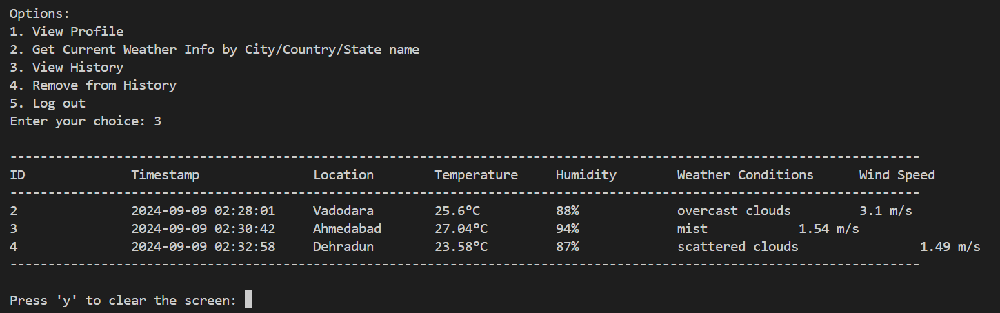 Options:
1. View Profile
2. Get Current Weather Info by City/Country/State name
3. View History
4. Remove from History
5. Log out
Enter your choice: 3
------------------------------------------------------------------------------------------------------------------------
ID              Timestamp               Location        Temperature     Humidity        Weather Conditions      Wind Speed
------------------------------------------------------------------------------------------------------------------------
2               2024-09-09 02:28:01     Vadodara        25.6°C          88%             overcast clouds         3.1 m/s
3               2024-09-09 02:30:42     Ahmedabad       27.04°C         94%             mist            1.54 m/s
4               2024-09-09 02:32:58     Dehradun        23.58°C         87%             scattered clouds                1.49 m/s
------------------------------------------------------------------------------------------------------------------------
Press 'y' to clear the screen: